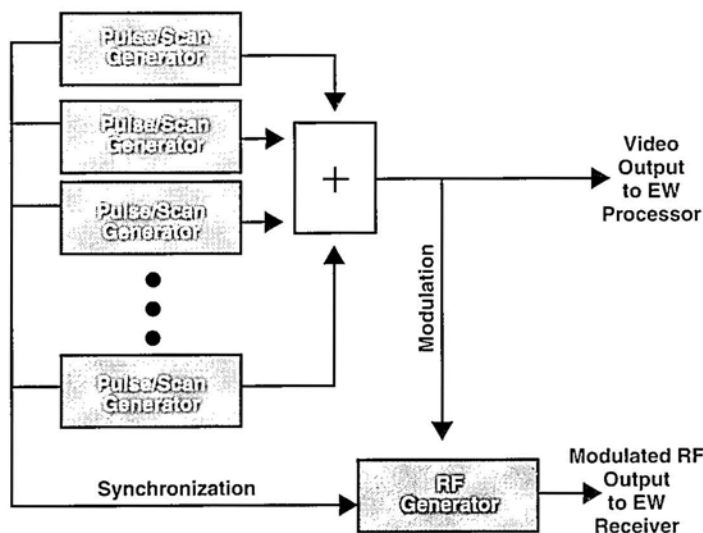 Pulse/Scan
Generator
Pulse/Scan
Generator
Pulse/Scan
Generator
Pulse/Scan
Generator
+
Video
Output
to EW
Processor
Modulation
Synchronization
RF
Generator
Modulated RF
Output
to EW
Receiver